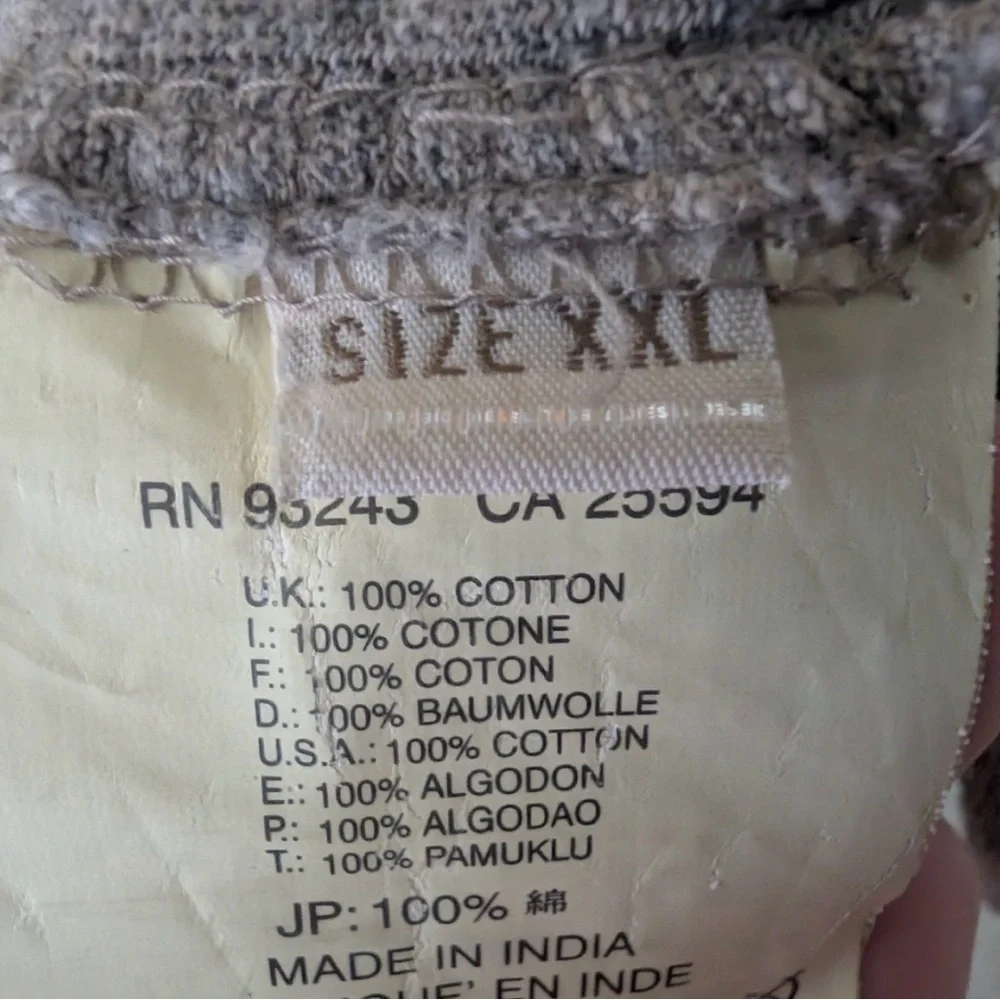 SIZE XXL
RN 93243 CA 25594
U.K.: 100% COTTON
I.: 100% COTONE
F.: 100% COTON
D.: 100% BAUMWOLLE
U.S.A.: 100% COTTON
E.: 100% ALGODON
P.: 100% ALGODAO
T.: 100% PAMUKLU
JP: 100% 綿
MADE IN INDIA
EN INDE